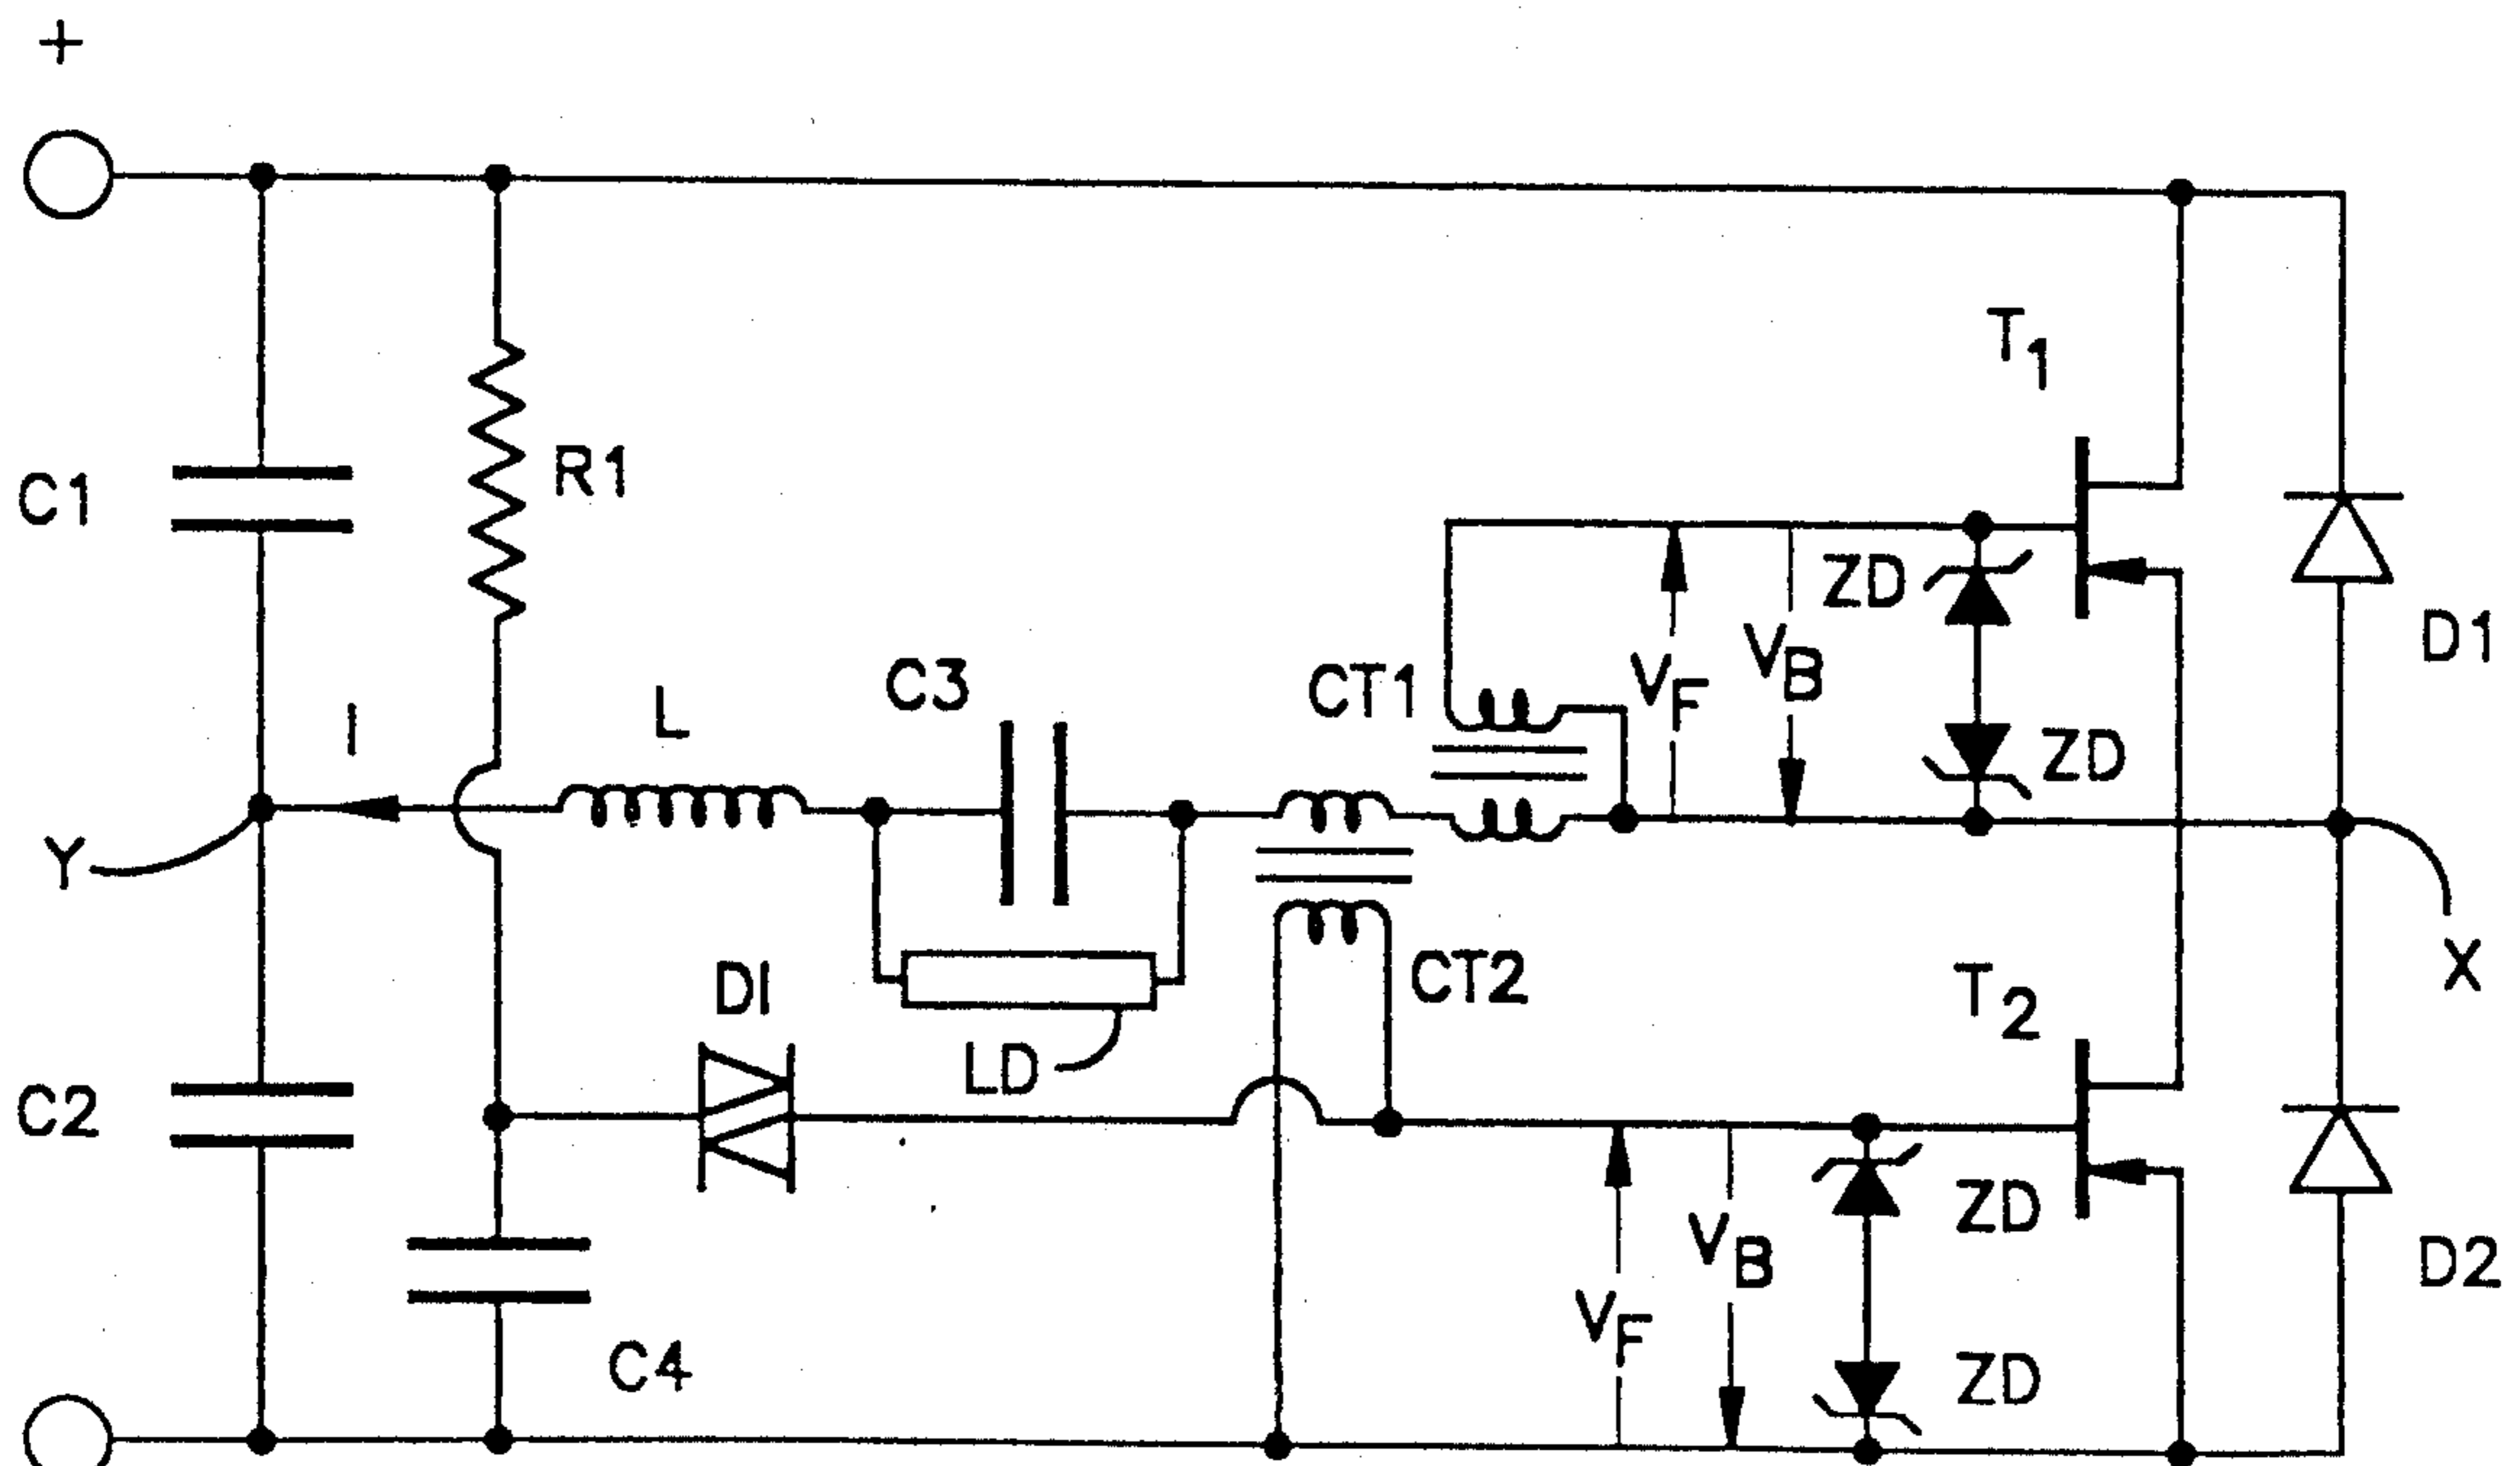 +
T1
C1
R1
ZD
D1
VF
VB
CT1
C3
L
I
ZD
Y
X
CT2
DI
T2
LD
C2
ZD
VB
D2
VF
C4
ZD